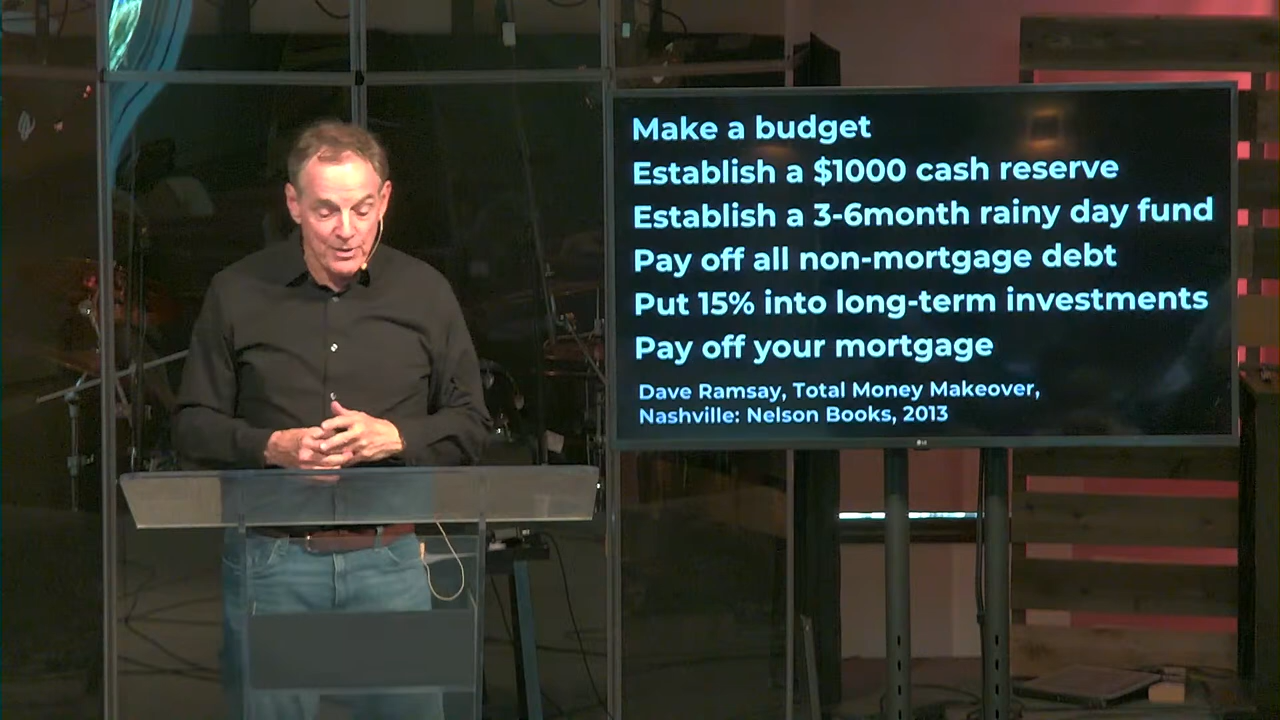 Make a budget
Establish a $1000 cash reserve
Establish a 3-6month rainy day fund
Pay off all non-mortgage debt
Put 15% into long-term investments
Pay off your mortgage
Dave Ramsay, Total Money Makeover,
Nashville: Nelson Books, 2013
LG